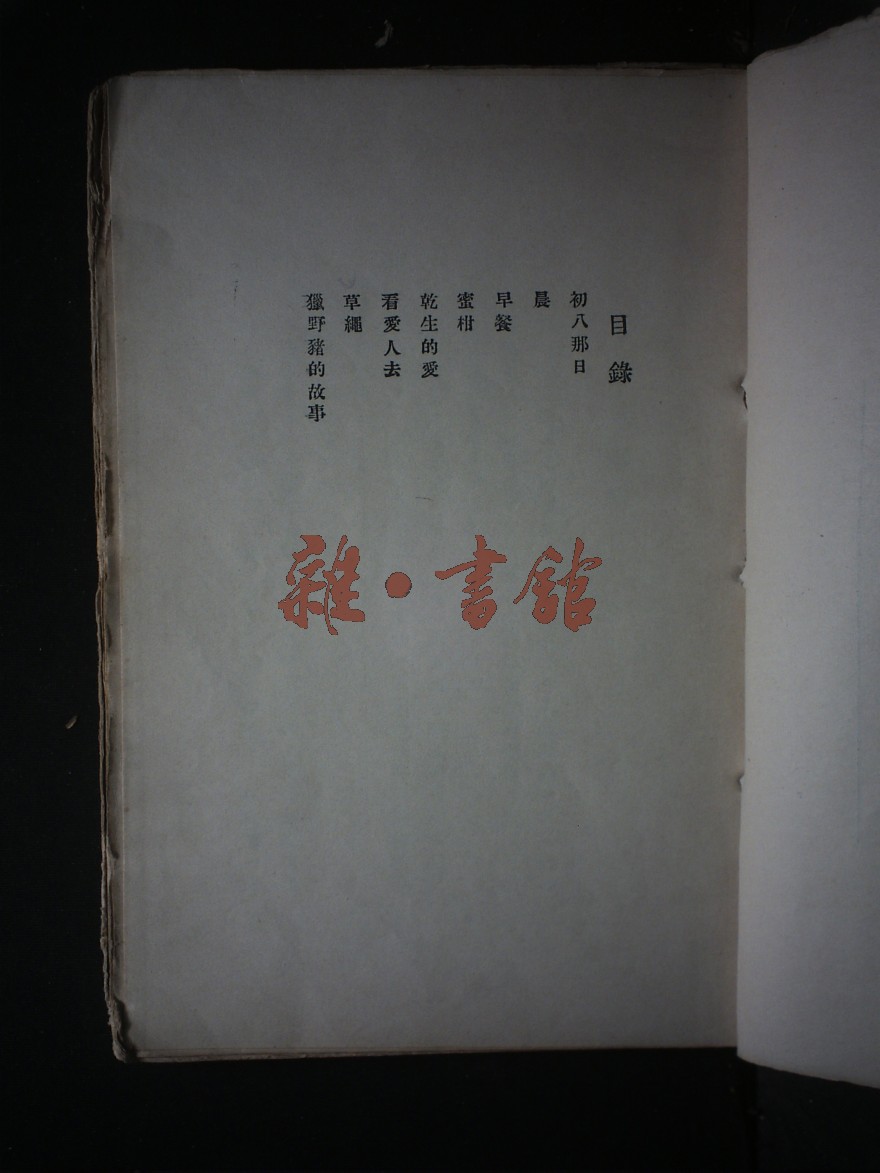 目錄
初八那日
晨
早餐
蜜柑
乾生的愛
看愛人去
草繩
獵野豬的故事
雜·書館